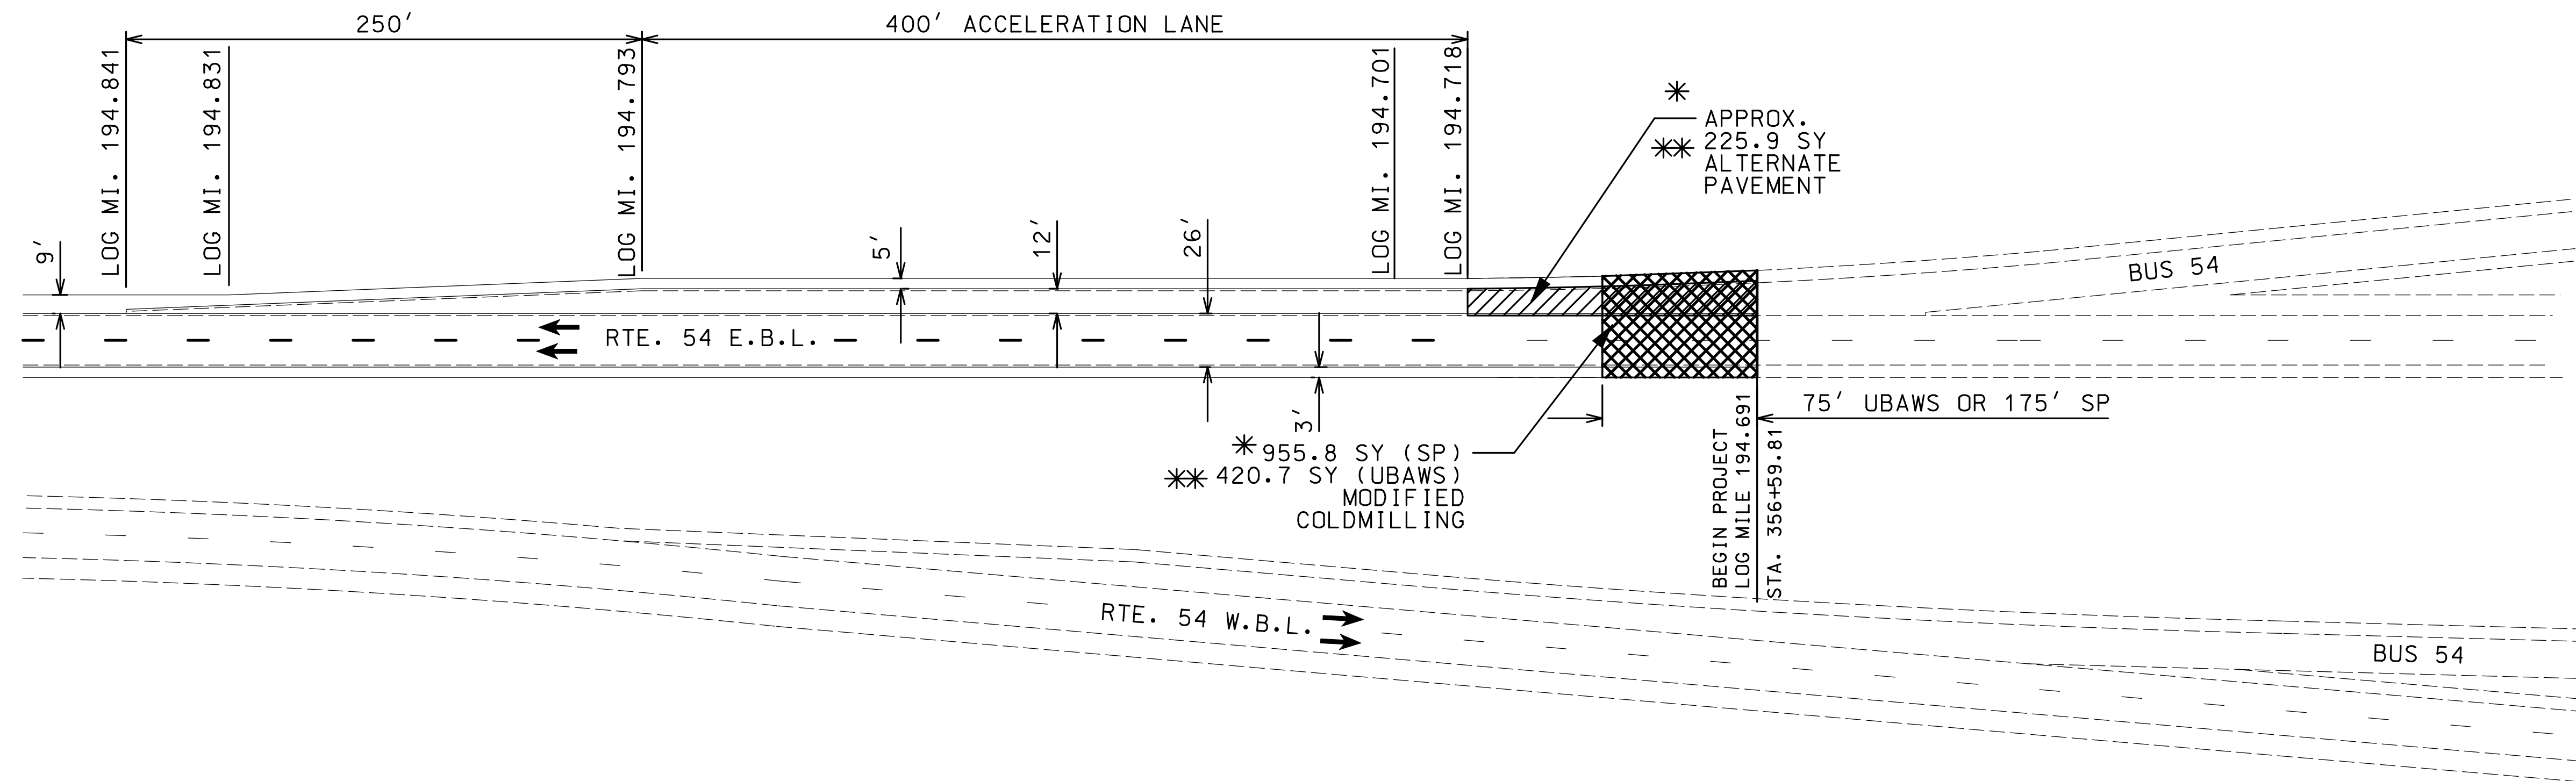 250′
400′ ACCELERATION LANE
LOG MI. 194.841
LOG MI. 194.831
LOG MI. 194.793
LOG MI. 194.701
LOG MI. 194.718
*
APPROX.
** 225.9 SY
ALTERNATE
PAVEMENT
9′
5′
12′
26′
3′
BUS 54
RTE. 54 E.B.L.
75′ UBAWS OR 175′ SP
* 955.8 SY (SP)
** 420.7 SY (UBAWS)
MODIFIED
COLDMILLING
BEGIN PROJECT
LOG MILE 194.691
STA. 356+59.81
RTE. 54 W.B.L.
BUS 54